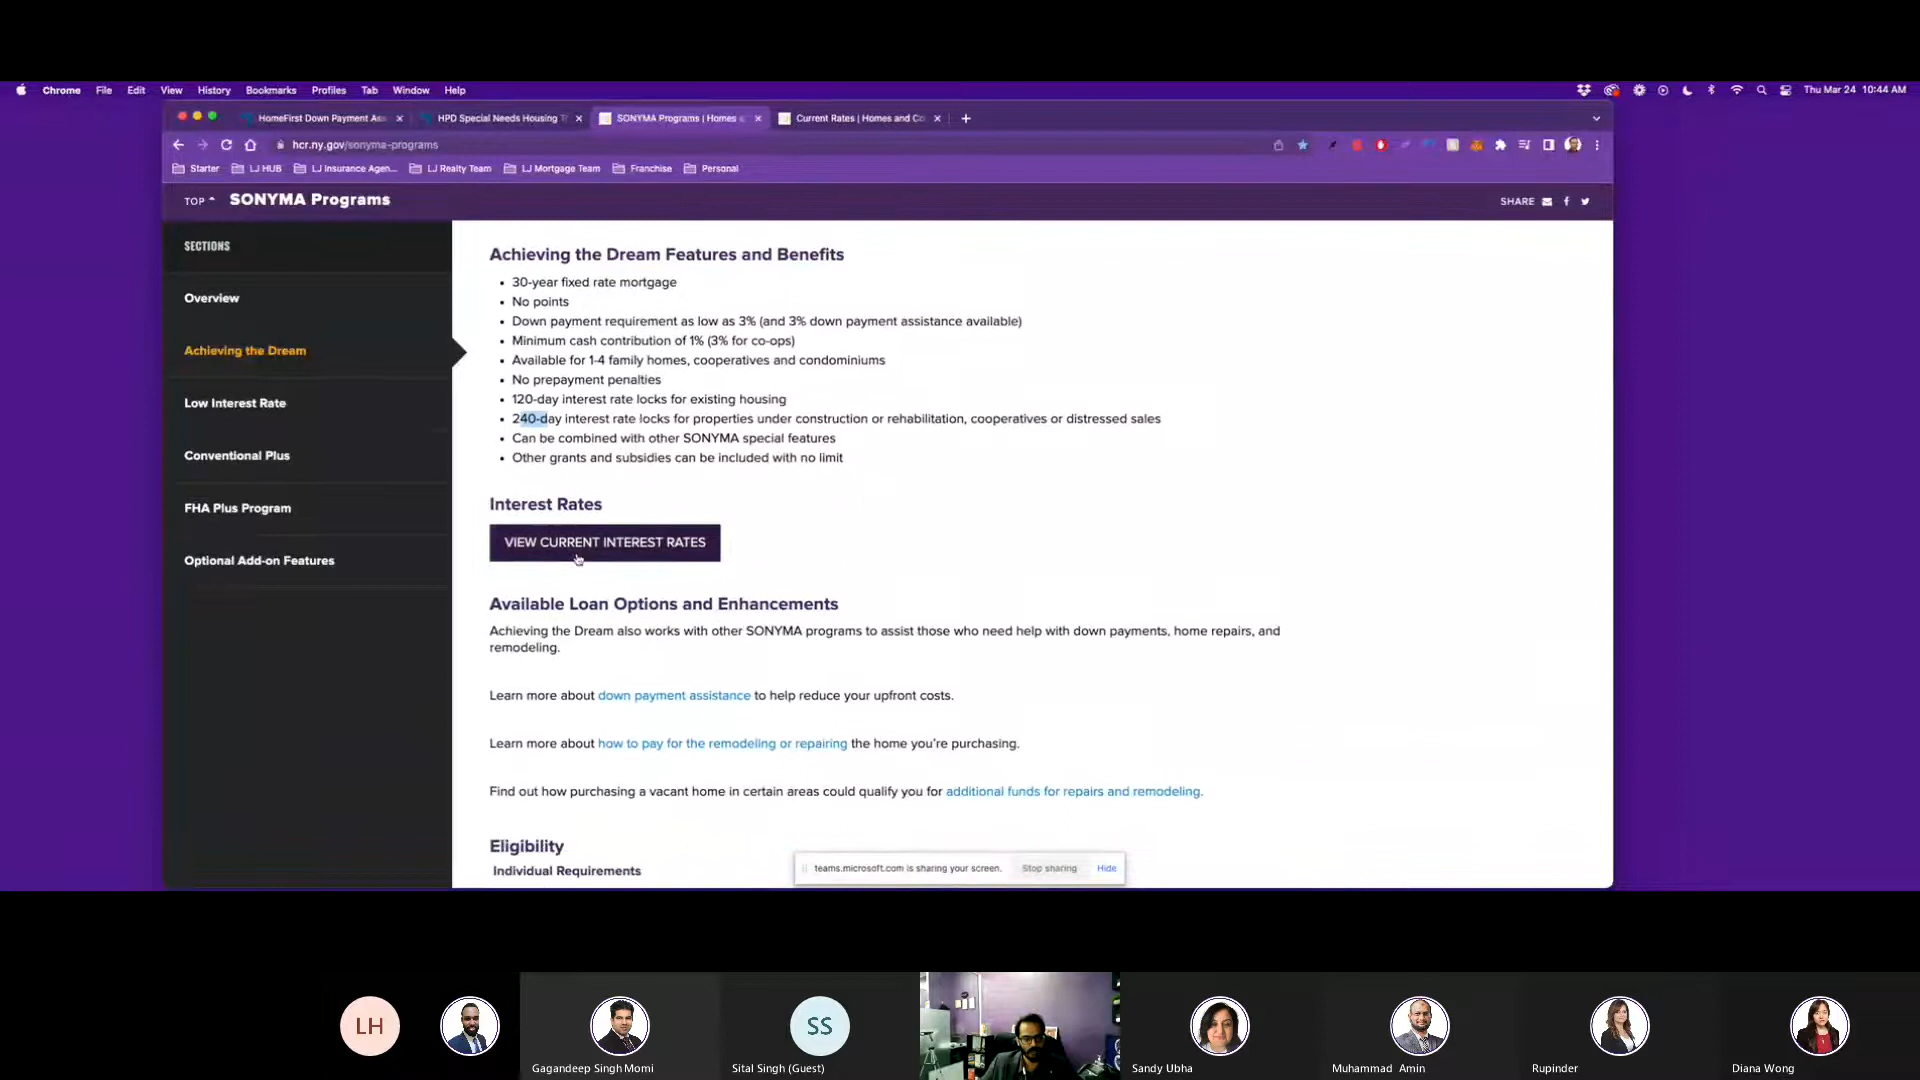 Chrome File Edit View History Bookmarks Profiles Tab Window Help Thu Mar 24 10:44 AM
HomeFirst Down Payment Ass HPD Special Needs Housing SONYMA Programs | Homes Current Rates | Homes and Co
hcr.ny.gov/sonyma-programs
Starter LJ HUB LJ Insurance Agen... LJ Realty Team LJ Mortgage Team Franchise Personal
TOP SONYMA Programs SHARE
SECTIONS
Overview
Achieving the Dream
Low Interest Rate
Conventional Plus
FHA Plus Program
Optional Add-on Features
Achieving the Dream Features and Benefits
• 30-year fixed rate mortgage
• No points
• Down payment requirement as low as 3% (and 3% down payment assistance available)
• Minimum cash contribution of 1% (3% for co-ops)
• Available for 1-4 family homes, cooperatives and condominiums
• No prepayment penalties
• 120-day interest rate locks for existing housing
• 240-day interest rate locks for properties under construction or rehabilitation, cooperatives or distressed sales
• Can be combined with other SONYMA special features
• Other grants and subsidies can be included with no limit
Interest Rates
VIEW CURRENT INTEREST RATES
Available Loan Options and Enhancements
Achieving the Dream also works with other SONYMA programs to assist those who need help with down payments, home repairs, and
remodeling.
Learn more about down payment assistance to help reduce your upfront costs.
Learn more about how to pay for the remodeling or repairing the home you're purchasing.
Find out how purchasing a vacant home in certain areas could qualify you for additional funds for repairs and remodeling.
Eligibility
Individual Requirements
teams.microsoft.com is sharing your screen. Stop sharing Hide
LH
SS
Gagandeep Singh Momi
Sital Singh (Guest)
Sandy Ubha
Muhammad Amin
Rupinder
Diana Wong